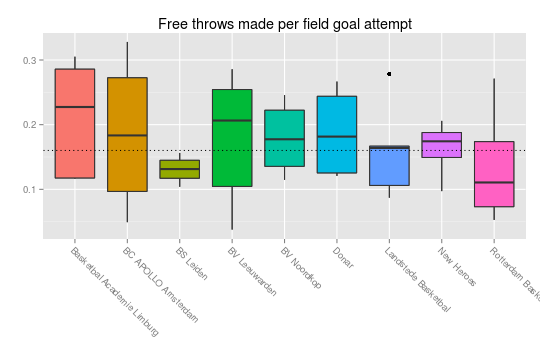 Free throws made per field goal attempt
0.3
0.2
0.1
Basketbal Academie Limburg
BC APOLLO Amsterdam
BS Leiden
BV Leeuwarden
BV Noordkop
Donar
Landstede Basketbal
New Heroes
Rotterdam